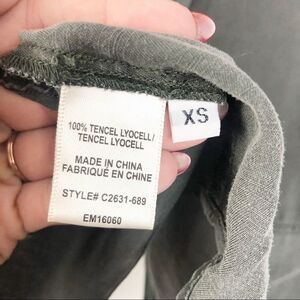 100% TENCEL LYOCELL/
TENCEL LYOCELL
MADE IN CHINA
FABRIQUÉ EN CHINE
STYLE# C2631-689
EM16060
XS